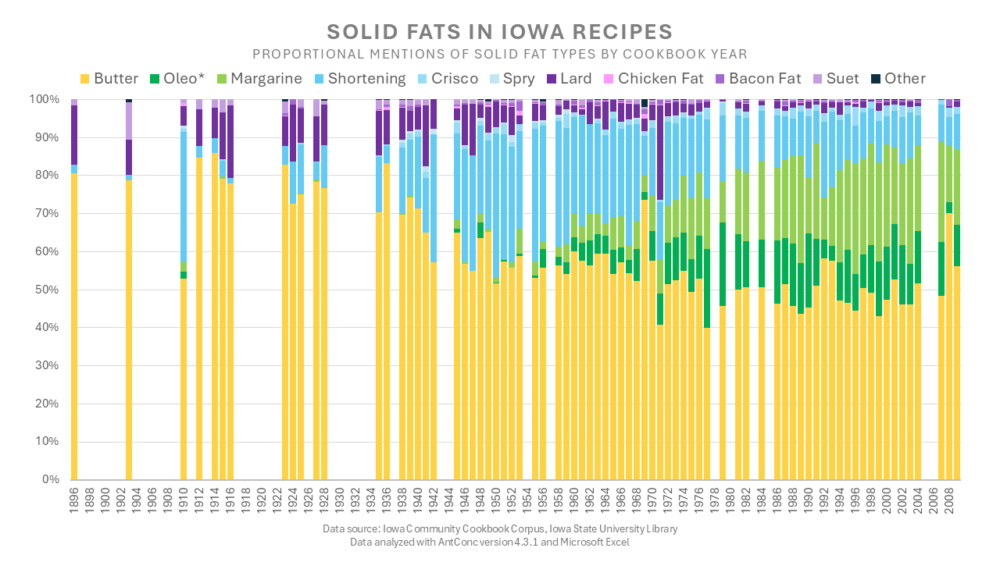 SOLID FATS IN IOWA RECIPES
PROPORTIONAL MENTIONS OF SOLID FAT TYPES BY COOKBOOK YEAR
Butter Oleo* Margarine Shortening Crisco Spry Lard Chicken Fat Bacon Fat Suet Other
100%
90%
80%
70%
60%
50%
40%
30%
20%
10%
0%
1896 1898 1900 1902 1904 1906 1908 1910 1912 1914 1916 1918 1920 1922 1924 1926 1928 1930 1932 1934 1936 1938 1940 1942 1944 1946 1948 1950 1952 1954 1956 1958 1960 1962 1964 1966 1968 1970 1972 1974 1976 1978 1980 1982 1984 1986 1988 1990 1992 1994 1996 1998 2000 2002 2004 2006 2008
Data source: Iowa Community Cookbook Corpus, Iowa State University Library
Data analyzed with AntConc version 4.3.1 and Microsoft Excel